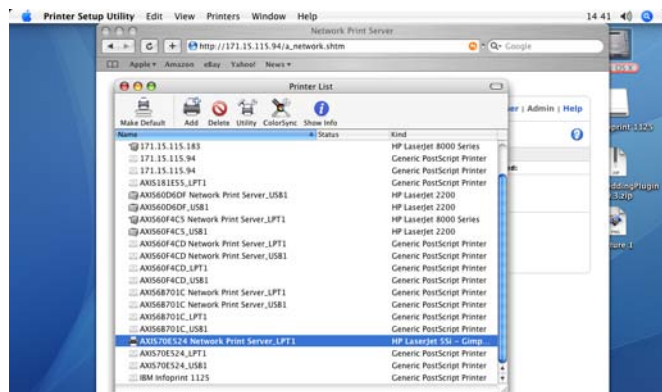 Printer Setup Utility Edit View Printers Window Help 14 41
Network Print Server
http://171.15.115.94/a_network.shtm Google
Apple Amazon eBay Yahoo! News
Printer List
Make Default Add Delete Utility ColorSync Show Info
Name Status Kind
171.15.115.183 HP LaserJet 8000 Series
171.15.115.94 Generic PostScript Printer
171.15.115.94 Generic PostScript Printer
AXIS181E55_LPT1 Generic PostScript Printer
AXIS60D6DF Network Print Server_USB1 HP LaserJet 2200
AXIS60D6DF_USB1 HP LaserJet 2200
AXIS60F4C5 Network Print Server_LPT1 HP LaserJet 8000 Series
AXIS60F4C5_USB1 HP LaserJet 2200
AXIS60F4CD Network Print Server_LPT1 Generic PostScript Printer
AXIS60F4CD Network Print Server_USB1 Generic PostScript Printer
AXIS60F4CD_LPT1 Generic PostScript Printer
AXIS60F4CD_USB1 Generic PostScript Printer
AXIS6B701C Network Print Server_LPT1 Generic PostScript Printer
AXIS6B701C Network Print Server_USB1 Generic PostScript Printer
AXIS6B701C_LPT1 Generic PostScript Printer
AXIS6B701C_USB1 Generic PostScript Printer
AXIS70E524 Network Print Server_LPT1 HP LaserJet 5Si - Gimp...
AXIS70E524_LPT1 Generic PostScript Printer
AXIS70E524_USB1 Generic PostScript Printer
IBM Infoprint 1125 Generic PostScript Printer
| Admin | Help